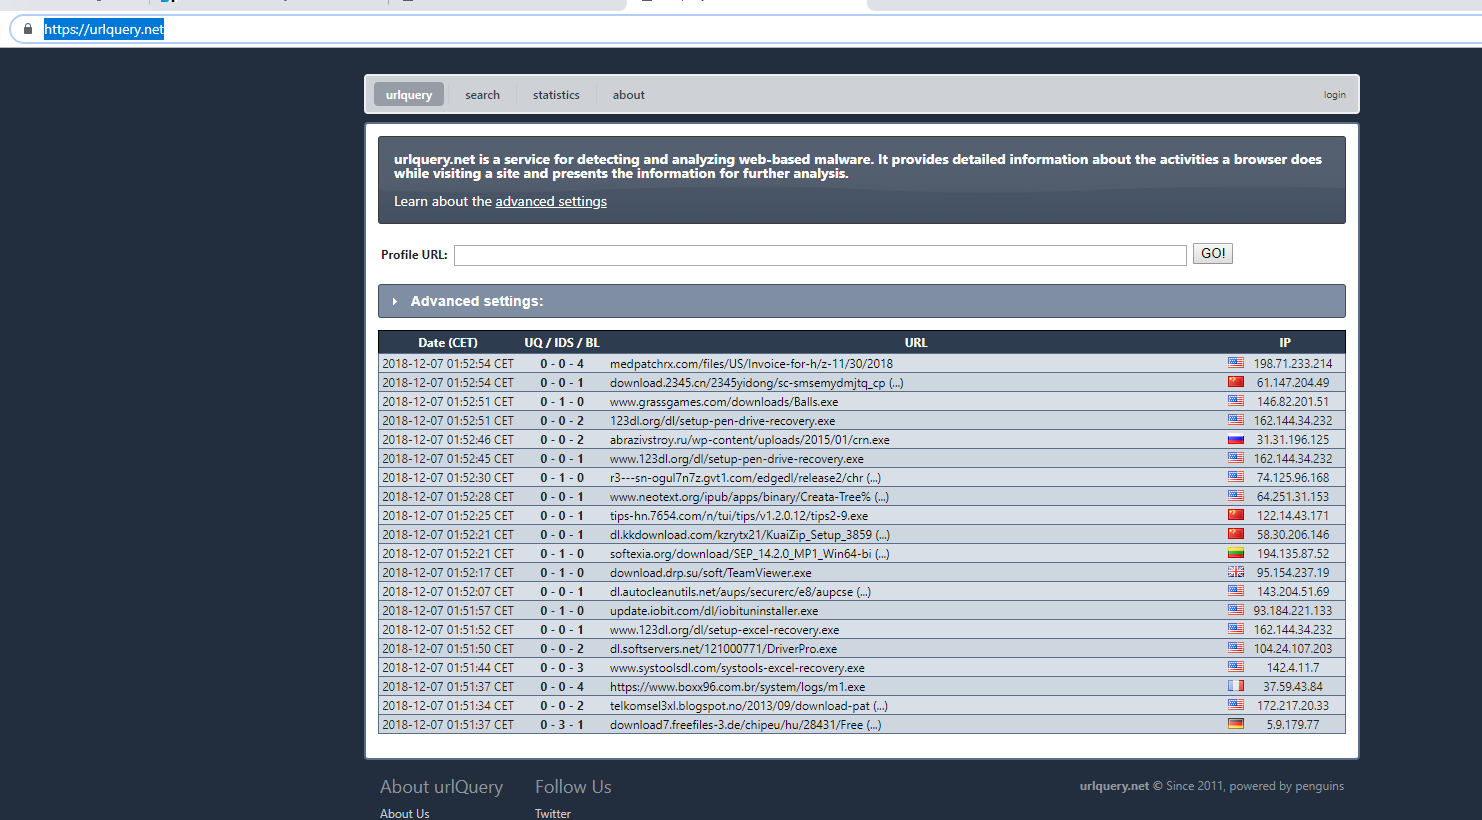 https://urlquery.net
urlquery search statistics about login
urlquery.net is a service for detecting and analyzing web-based malware. It provides detailed information about the activities a browser does
while visiting a site and presents the information for further analysis.
Learn about the advanced settings
Profile URL: GO!
Advanced settings:
Date (CET) UQ / IDS / BL URL IP
2018-12-07 01:52:54 CET 0 - 0 - 4 medpatchrx.com/files/US/Invoice-for-h/z-11/30/2018 198.71.233.214
2018-12-07 01:52:54 CET 0 - 0 - 1 download.2345.cn/2345yidong/sc-smsemydmjtq_cp (...) 61.147.204.49
2018-12-07 01:52:51 CET 0 - 1 - 0 www.grassgames.com/downloads/Balls.exe 146.82.201.51
2018-12-07 01:52:51 CET 0 - 0 - 2 123dl.org/dl/setup-pen-drive-recovery.exe 162.144.34.232
2018-12-07 01:52:46 CET 0 - 0 - 2 abrazivstroy.ru/wp-content/uploads/2015/01/crn.exe 31.31.196.125
2018-12-07 01:52:45 CET 0 - 0 - 1 www.123dl.org/dl/setup-pen-drive-recovery.exe 162.144.34.232
2018-12-07 01:52:30 CET 0 - 1 - 0 r3---sn-ogul7n7z.gvt1.com/edgedl/release2/chr (...) 74.125.96.168
2018-12-07 01:52:28 CET 0 - 0 - 1 www.neotext.org/ipub/apps/binary/Creata-Tree% (...) 64.251.31.153
2018-12-07 01:52:25 CET 0 - 0 - 1 tips-hn.7654.com/n/tui/tips/v1.2.0.12/tips2-9.exe 122.14.43.171
2018-12-07 01:52:21 CET 0 - 0 - 1 dl.kkdownload.com/kzrytx21/KuaiZip_Setup_3859 (...) 58.30.206.146
2018-12-07 01:52:21 CET 0 - 1 - 0 softexia.org/download/SEP_14.2.0_MP1_Win64-bi (...) 194.135.87.52
2018-12-07 01:52:17 CET 0 - 1 - 0 download.drp.su/soft/TeamViewer.exe 95.154.237.19
2018-12-07 01:52:07 CET 0 - 0 - 1 dl.autocleanutils.net/aups/securerc/e8/aupcse (...) 143.204.51.69
2018-12-07 01:51:57 CET 0 - 1 - 0 update.iobit.com/dl/iobituninstaller.exe 93.184.221.133
2018-12-07 01:51:52 CET 0 - 0 - 1 www.123dl.org/dl/setup-excel-recovery.exe 162.144.34.232
2018-12-07 01:51:50 CET 0 - 0 - 2 dl.softservers.net/121000771/DriverPro.exe 104.24.107.203
2018-12-07 01:51:44 CET 0 - 0 - 3 www.systoolsdl.com/systools-excel-recovery.exe 142.4.11.7
2018-12-07 01:51:37 CET 0 - 0 - 4 https://www.boxx96.com.br/system/logs/m1.exe 37.59.43.84
2018-12-07 01:51:34 CET 0 - 0 - 2 telkomsel3xl.blogspot.no/2013/09/download-pat (...) 172.217.20.33
2018-12-07 01:51:37 CET 0 - 3 - 1 download7.freefiles-3.de/chipeu/hu/28431/Free (...) 5.9.179.77
About urlQuery Follow Us urlquery.net © Since 2011, powered by penguins
About Us Twitter